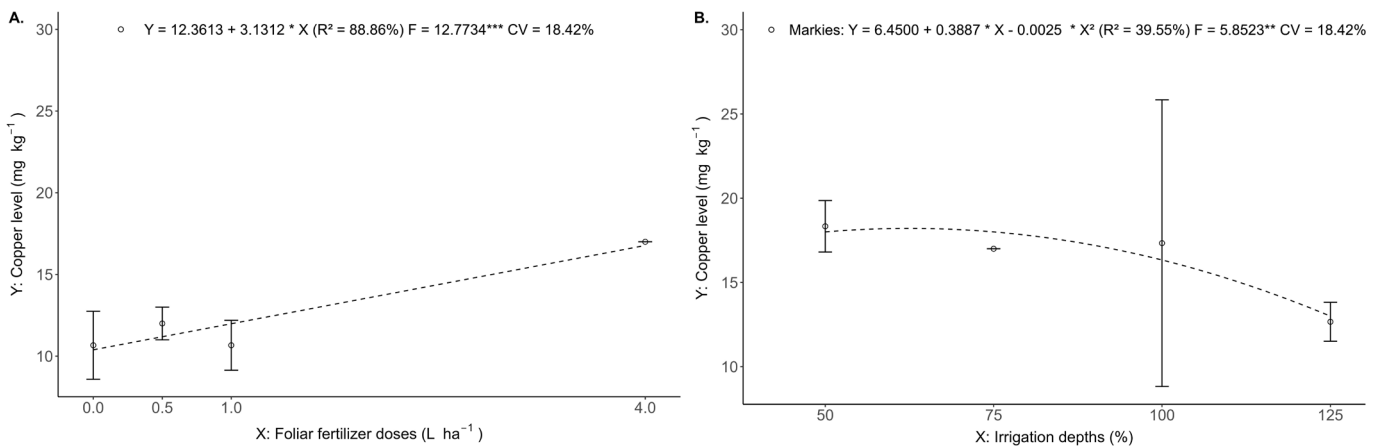 A.
Y = 12.3613 + 3.1312 * X (R² = 88.86%) F = 12.7734*** CV = 18.42%
30
25
20
15
10
Y: Copper level (mg kg⁻¹ )
0.0 0.5 1.0 4.0
X: Foliar fertilizer doses (L ha⁻¹ )
B.
Markies: Y = 6.4500 + 0.3887 * X - 0.0025 * X² (R² = 39.55%) F = 5.8523** CV = 18.42%
30
25
20
15
10
Y: Copper level (mg kg⁻¹ )
50 75 100 125
X: Irrigation depths (%)